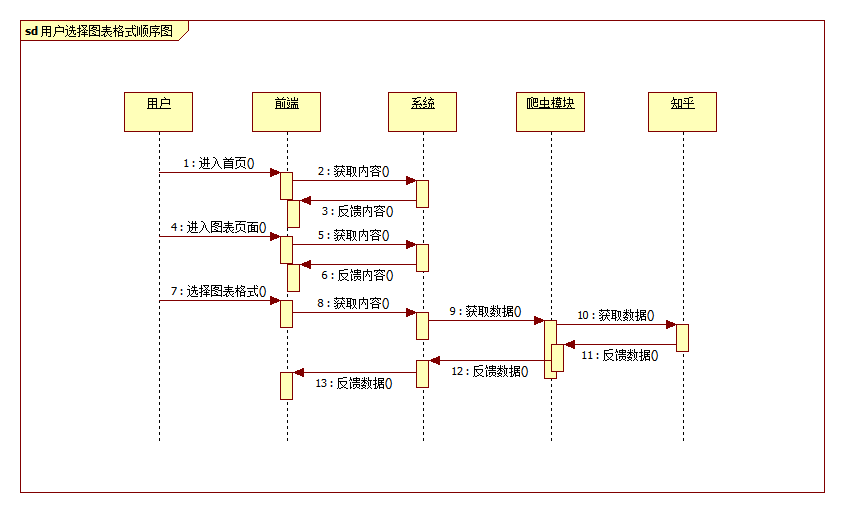 sd 用户选择图表格式顺序图
用户
前端
系统
爬虫模块
知乎
1 : 进入首页()
2 : 获取内容()
3 : 反馈内容()
4 : 进入图表页面()
5 : 获取内容()
6 : 反馈内容()
7 : 选择图表格式()
8 : 获取内容()
9 : 获取数据()
10 : 获取数据()
11 : 反馈数据()
12 : 反馈数据()
13 : 反馈数据()